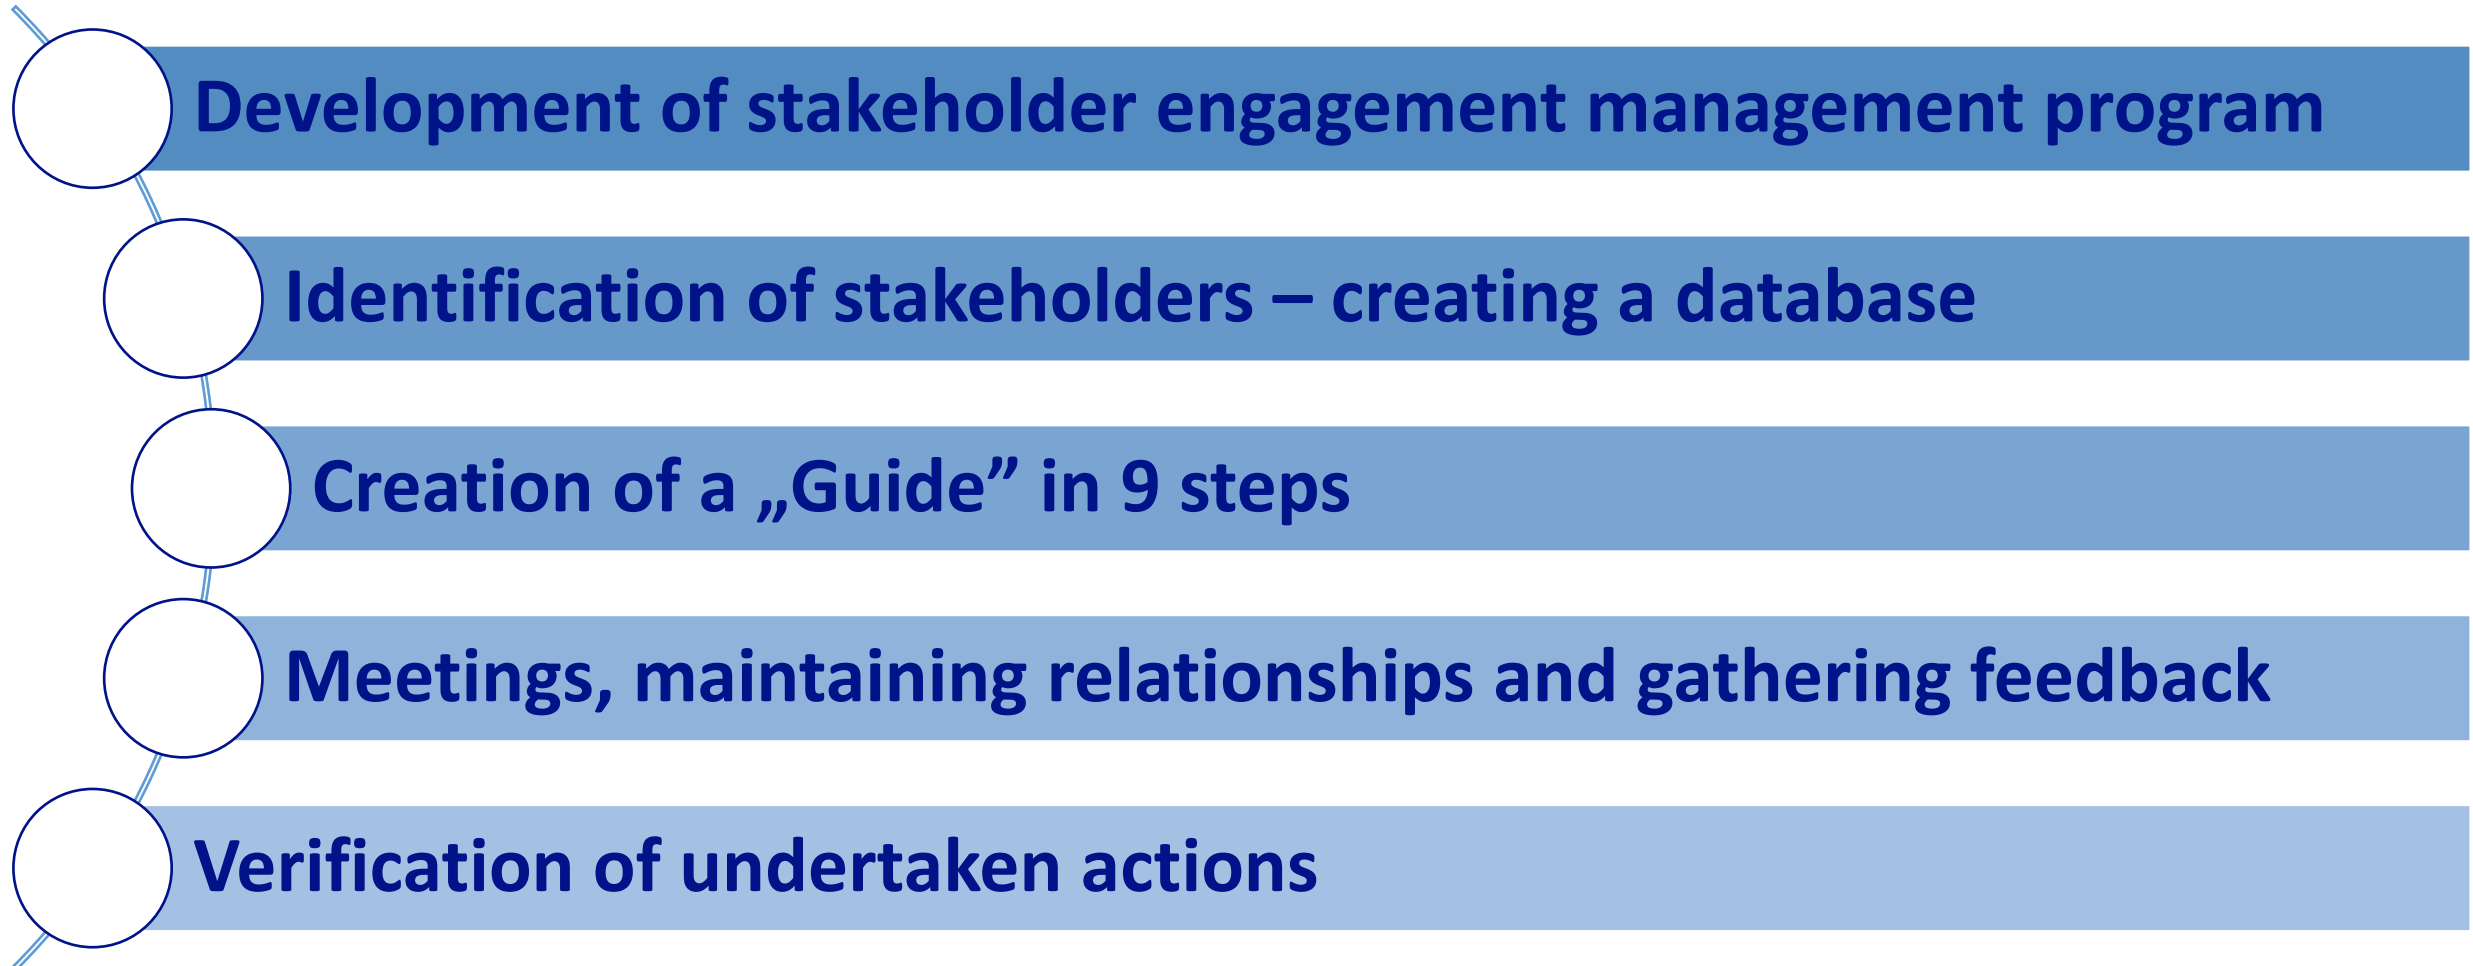 Development of stakeholder engagement management program
Identification of stakeholders – creating a database
Creation of a „Guide” in 9 steps
Meetings, maintaining relationships and gathering feedback
Verification of undertaken actions